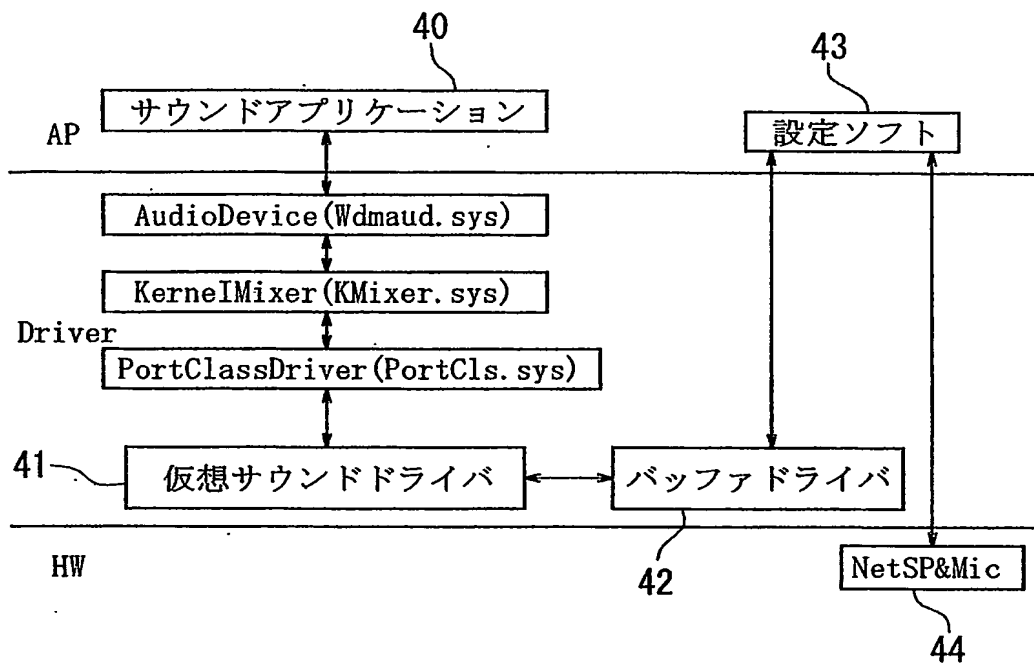 40
サウンドアプリケーション
43
設定ソフト
AP
AudioDevice(Wdmaud.sys)
KernelMixer(KMixer.sys)
Driver
PortClassDriver(PortCls.sys)
41
仮想サウンドドライバ
バッファドライバ
42
HW
NetSP&Mic
44